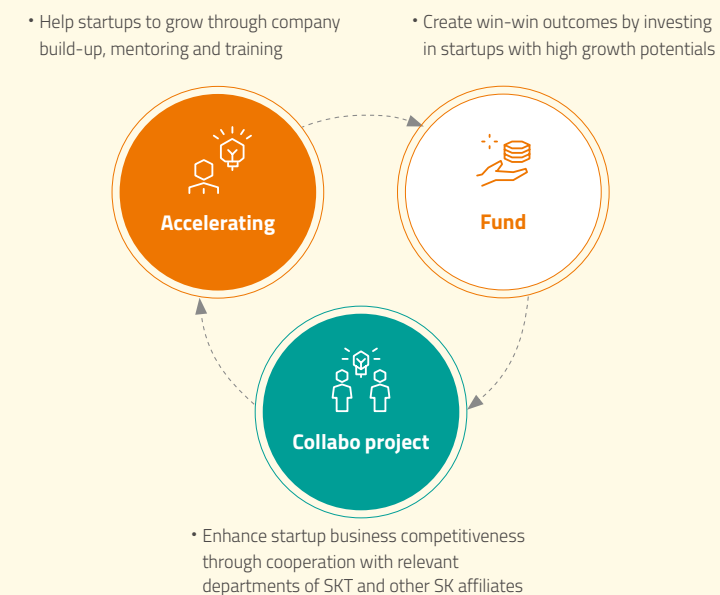 • Help startups to grow through company
build-up, mentoring and training
• Create win-win outcomes by investing
in startups with high growth potentials
Accelerating
Fund
Collabo project
• Enhance startup business competitiveness
through cooperation with relevant
departments of SKT and other SK affiliates